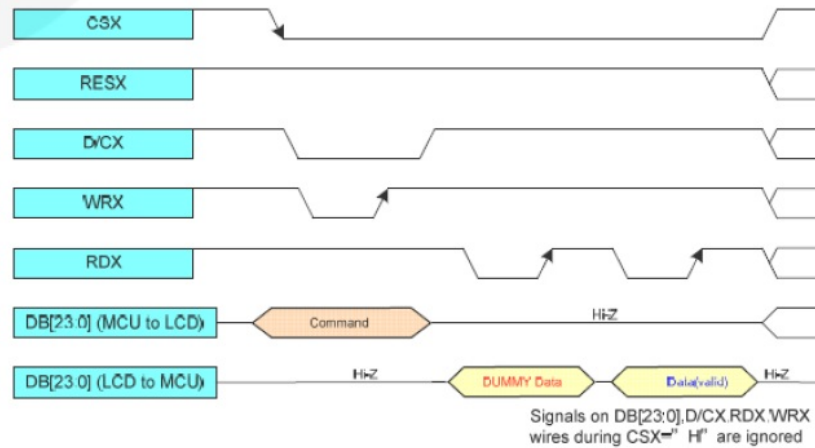 CSX
RESX
D/CX
WRX
RDX
DB[23:0] (MCU to LCD)
Command
Hi-Z
DB[23:0] (LCD to MCU)
Hi-Z
DUMMY Data
Data(valid)
Hi-Z
Signals on DB[23:0],D/CX.RDX.WRX
wires during CSX=" H" are ignored